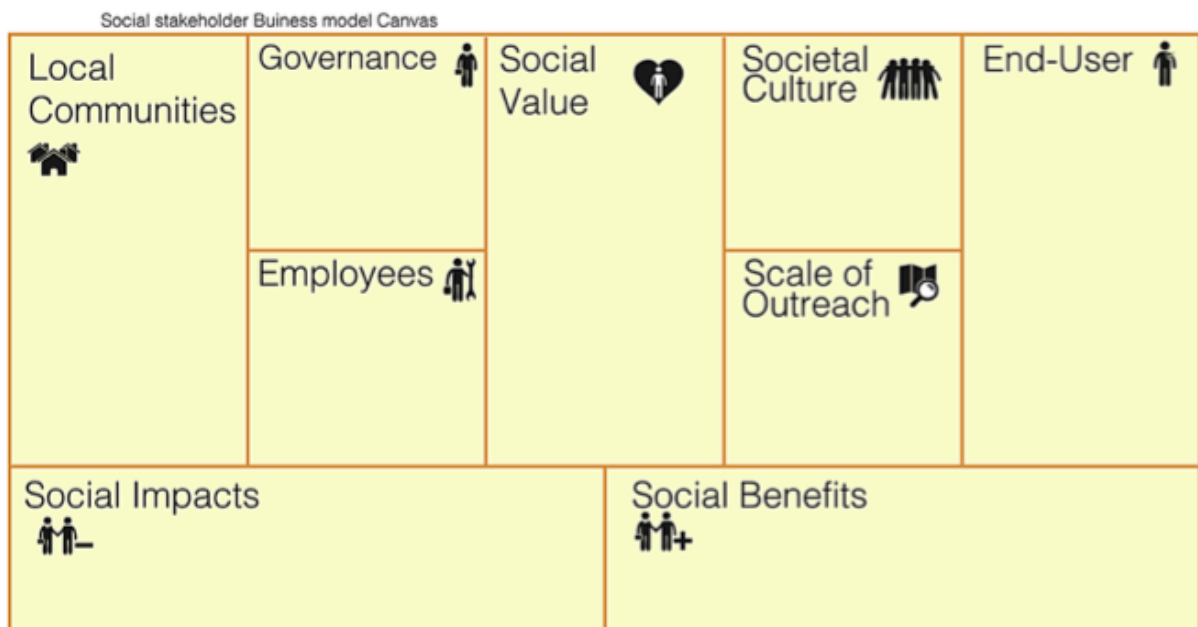 Social stakeholder Buiness model Canvas
Local
Communities
Governance
Employees
Social
Value
Societal
Culture
Scale of
Outreach
End-User
Social Impacts
Social Benefits